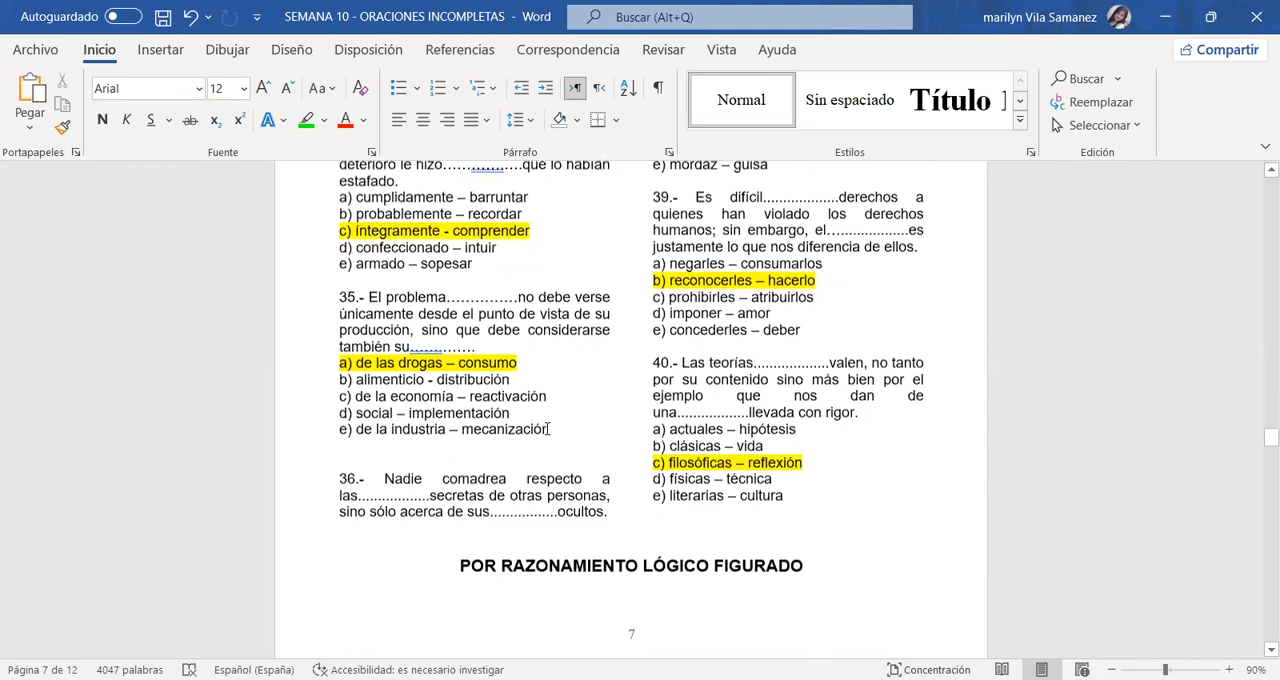 Autoguardado
SEMANA 10 - ORACIONES INCOMPLETAS - Word
Buscar (Alt+Q)
marilyn Vila Samanez
Archivo Inicio Insertar Dibujar Diseño Disposición Referencias Correspondencia Revisar Vista Ayuda
Compartir
Pegar
Portapapeles
Arial 12
Fuente
Párrafo
Normal
Sin espaciado
Título 1
Estilos
Buscar
Reemplazar
Seleccionar
Edición
deterioro le hizo……………….que lo habían
estafado.
a) cumplidamente – barruntar
b) probablemente – recordar
c) íntegramente - comprender
d) confeccionado – intuir
e) armado – sopesar
35.- El problema……………no debe verse
únicamente desde el punto de vista de su
producción, sino que debe considerarse
también su…………….
a) de las drogas – consumo
b) alimenticio - distribución
c) de la economía – reactivación
d) social – implementación
e) de la industria – mecanización
36.- Nadie comadrea respecto a
las..................secretas de otras personas,
sino sólo acerca de sus.................ocultos.
e) mordaz – guisa
39.- Es difícil...................derechos a
quienes han violado los derechos
humanos; sin embargo, el….................es
justamente lo que nos diferencia de ellos.
a) negarles – consumarlos
b) reconocerles – hacerlo
c) prohibirles – atribuirlos
d) imponer – amor
e) concederles – deber
40.- Las teorías...................valen, no tanto
por su contenido sino más bien por el
ejemplo que nos dan de
una..................llevada con rigor.
a) actuales – hipótesis
b) clásicas – vida
c) filosóficas – reflexión
d) físicas – técnica
e) literarias – cultura
POR RAZONAMIENTO LÓGICO FIGURADO
7
Página 7 de 12
4047 palabras
Español (España)
Accesibilidad: es necesario investigar
Concentración
90%